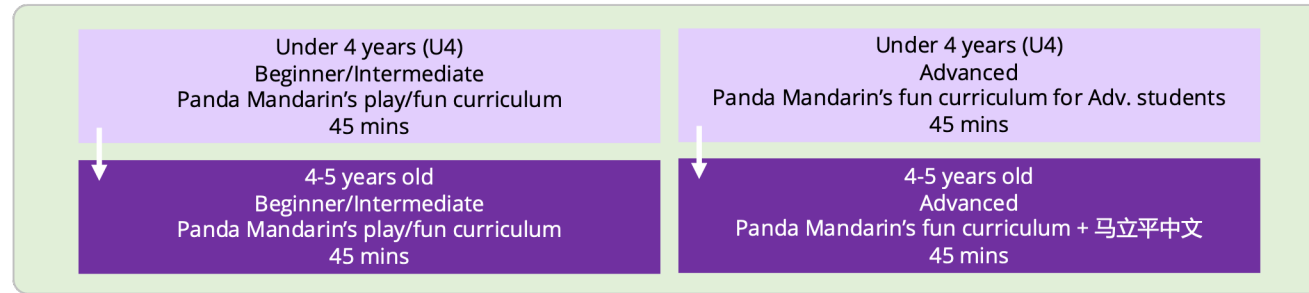 Under 4 years (U4)
Beginner/Intermediate
Panda Mandarin's play/fun curriculum
45 mins
Under 4 years (U4)
Advanced
Panda Mandarin's fun curriculum for Adv. students
45 mins
4-5 years old
Beginner/Intermediate
Panda Mandarin's play/fun curriculum
45 mins
4-5 years old
Advanced
Panda Mandarin's fun curriculum + 马立平中文
45 mins